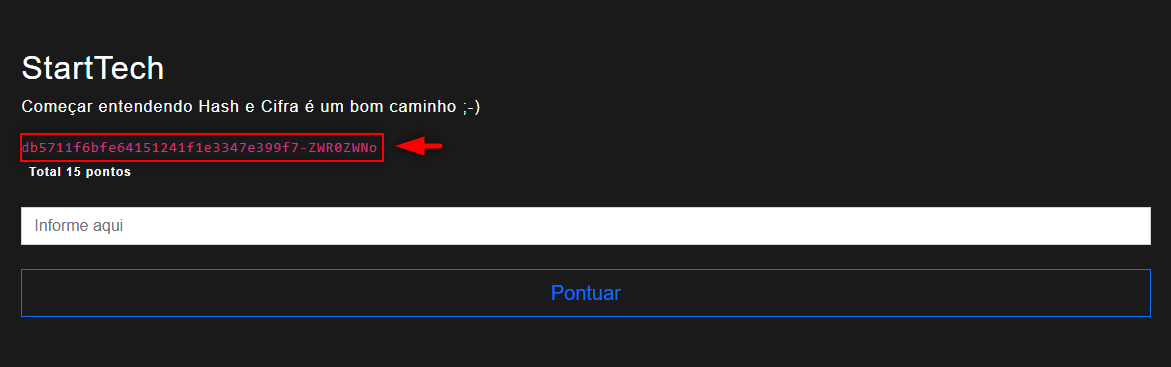 StartTech
Começar entendendo Hash e Cifra é um bom caminho ;-)
db5711f6bfe64151241f1e3347e399f7-ZWR0ZWNo
Total 15 pontos
Informe aqui
Pontuar